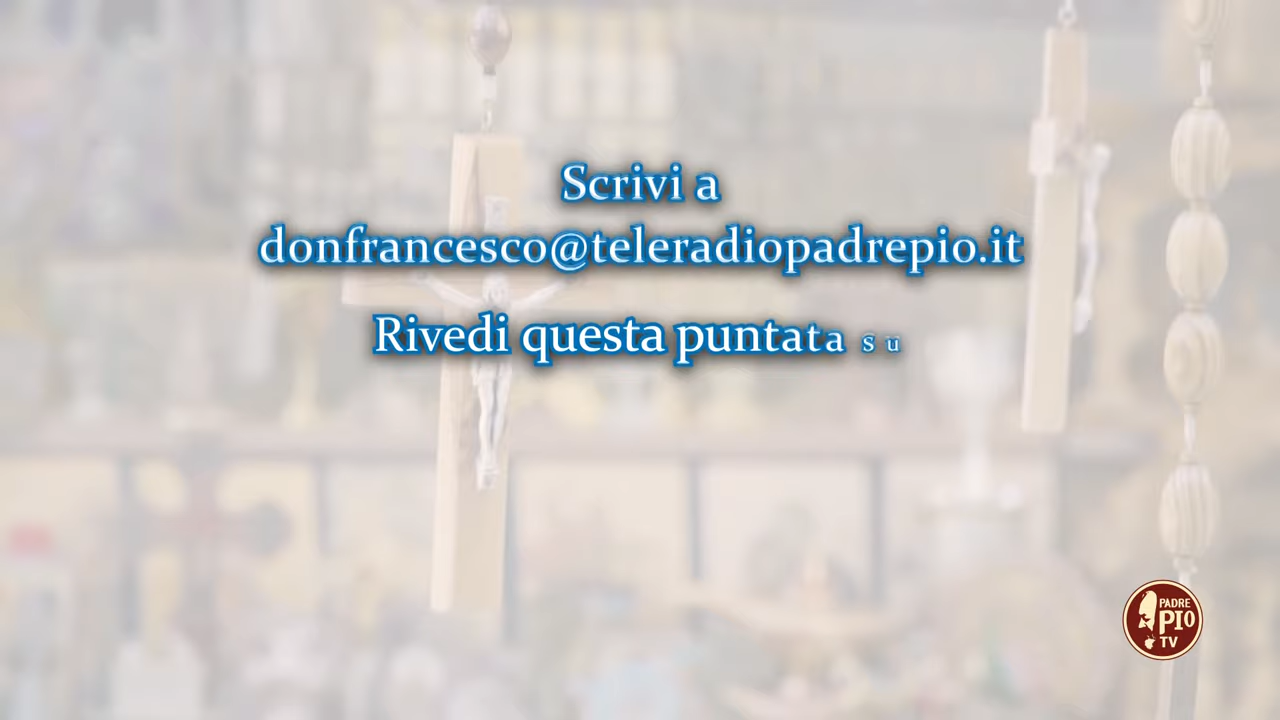 Scrivi a
donfrancesco@teleradiopadrepio.it
Rivedi questa puntata su
PADRE
PIO
TV